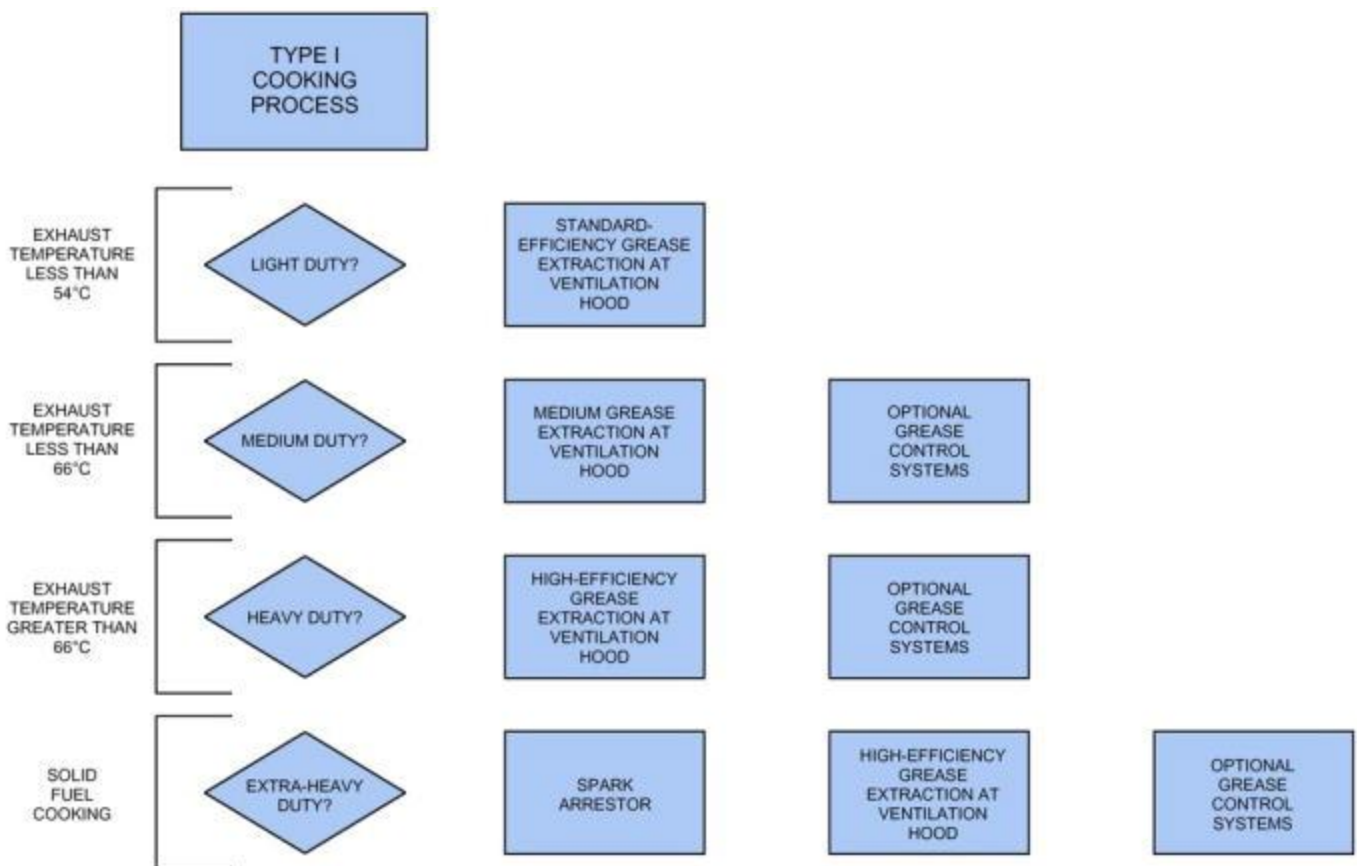 TYPE I
COOKING
PROCESS
EXHAUST
TEMPERATURE
LESS THAN
54°C
LIGHT DUTY?
STANDARD-
EFFICIENCY GREASE
EXTRACTION AT
VENTILATION
HOOD
EXHAUST
TEMPERATURE
LESS THAN
66°C
MEDIUM DUTY?
MEDIUM GREASE
EXTRACTION AT
VENTILATION
HOOD
OPTIONAL
GREASE
CONTROL
SYSTEMS
EXHAUST
TEMPERATURE
GREATER THAN
66°C
HEAVY DUTY?
HIGH-EFFICIENCY
GREASE
EXTRACTION AT
VENTILATION
HOOD
OPTIONAL
GREASE
CONTROL
SYSTEMS
SOLID
FUEL
COOKING
EXTRA-HEAVY
DUTY?
SPARK
ARRESTOR
HIGH-EFFICIENCY
GREASE
EXTRACTION AT
VENTILATION
HOOD
OPTIONAL
GREASE
CONTROL
SYSTEMS